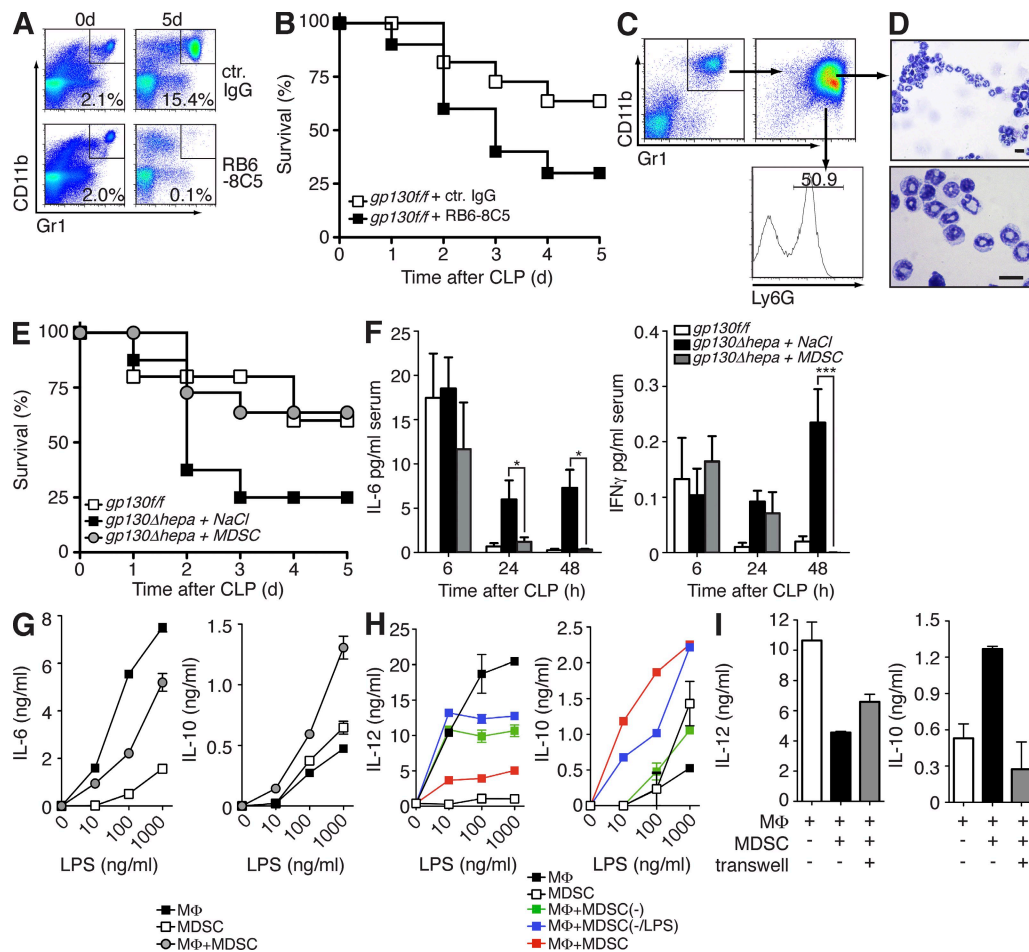 A
0d
5d
2.1%
15.4%
ctr.
IgG
2.0%
0.1%
RB6
-8C5
CD11b
Gr1
B
Survival (%)
100
75
50
25
0
gp130f/f + ctr. IgG
gp130f/f + RB6-8C5
0 1 2 3 4 5
Time after CLP (d)
C
CD11b
Gr1
50.9
Ly6G
D
E
Survival (%)
100
75
50
25
0
gp130f/f
gp130Δhepa + NaCl
gp130Δhepa + MDSC
0 1 2 3 4 5
Time after CLP (d)
F
IL-6 pg/ml serum
25
20
15
10
5
0
*
*
6 24 48
Time after CLP (h)
IFNγ pg/ml serum
0.4
0.3
0.2
0.1
0
gp130f/f
gp130Δhepa + NaCl
gp130Δhepa + MDSC
***
6 24 48
Time after CLP (h)
G
IL-6 (ng/ml)
8
6
4
2
0
0 10 100 1000
LPS (ng/ml)
IL-10 (ng/ml)
1.5
1.0
0.5
0
0 10 100 1000
LPS (ng/ml)
MΦ
MDSC
MΦ+MDSC
H
IL-12 (ng/ml)
25
20
15
10
5
0
0 10 100 1000
LPS (ng/ml)
IL-10 (ng/ml)
2.5
2.0
1.5
1.0
0.5
0
0 10 100 1000
LPS (ng/ml)
MΦ
MDSC
MΦ+MDSC(-)
MΦ+MDSC(-/LPS)
MΦ+MDSC
I
IL-12 (ng/ml)
12
10
8
6
4
2
0
MΦ + + +
MDSC - + +
transwell - - +
IL-10 (ng/ml)
1.5
1.2
0.9
0.6
0.3
0
+ + +
- + +
- - +